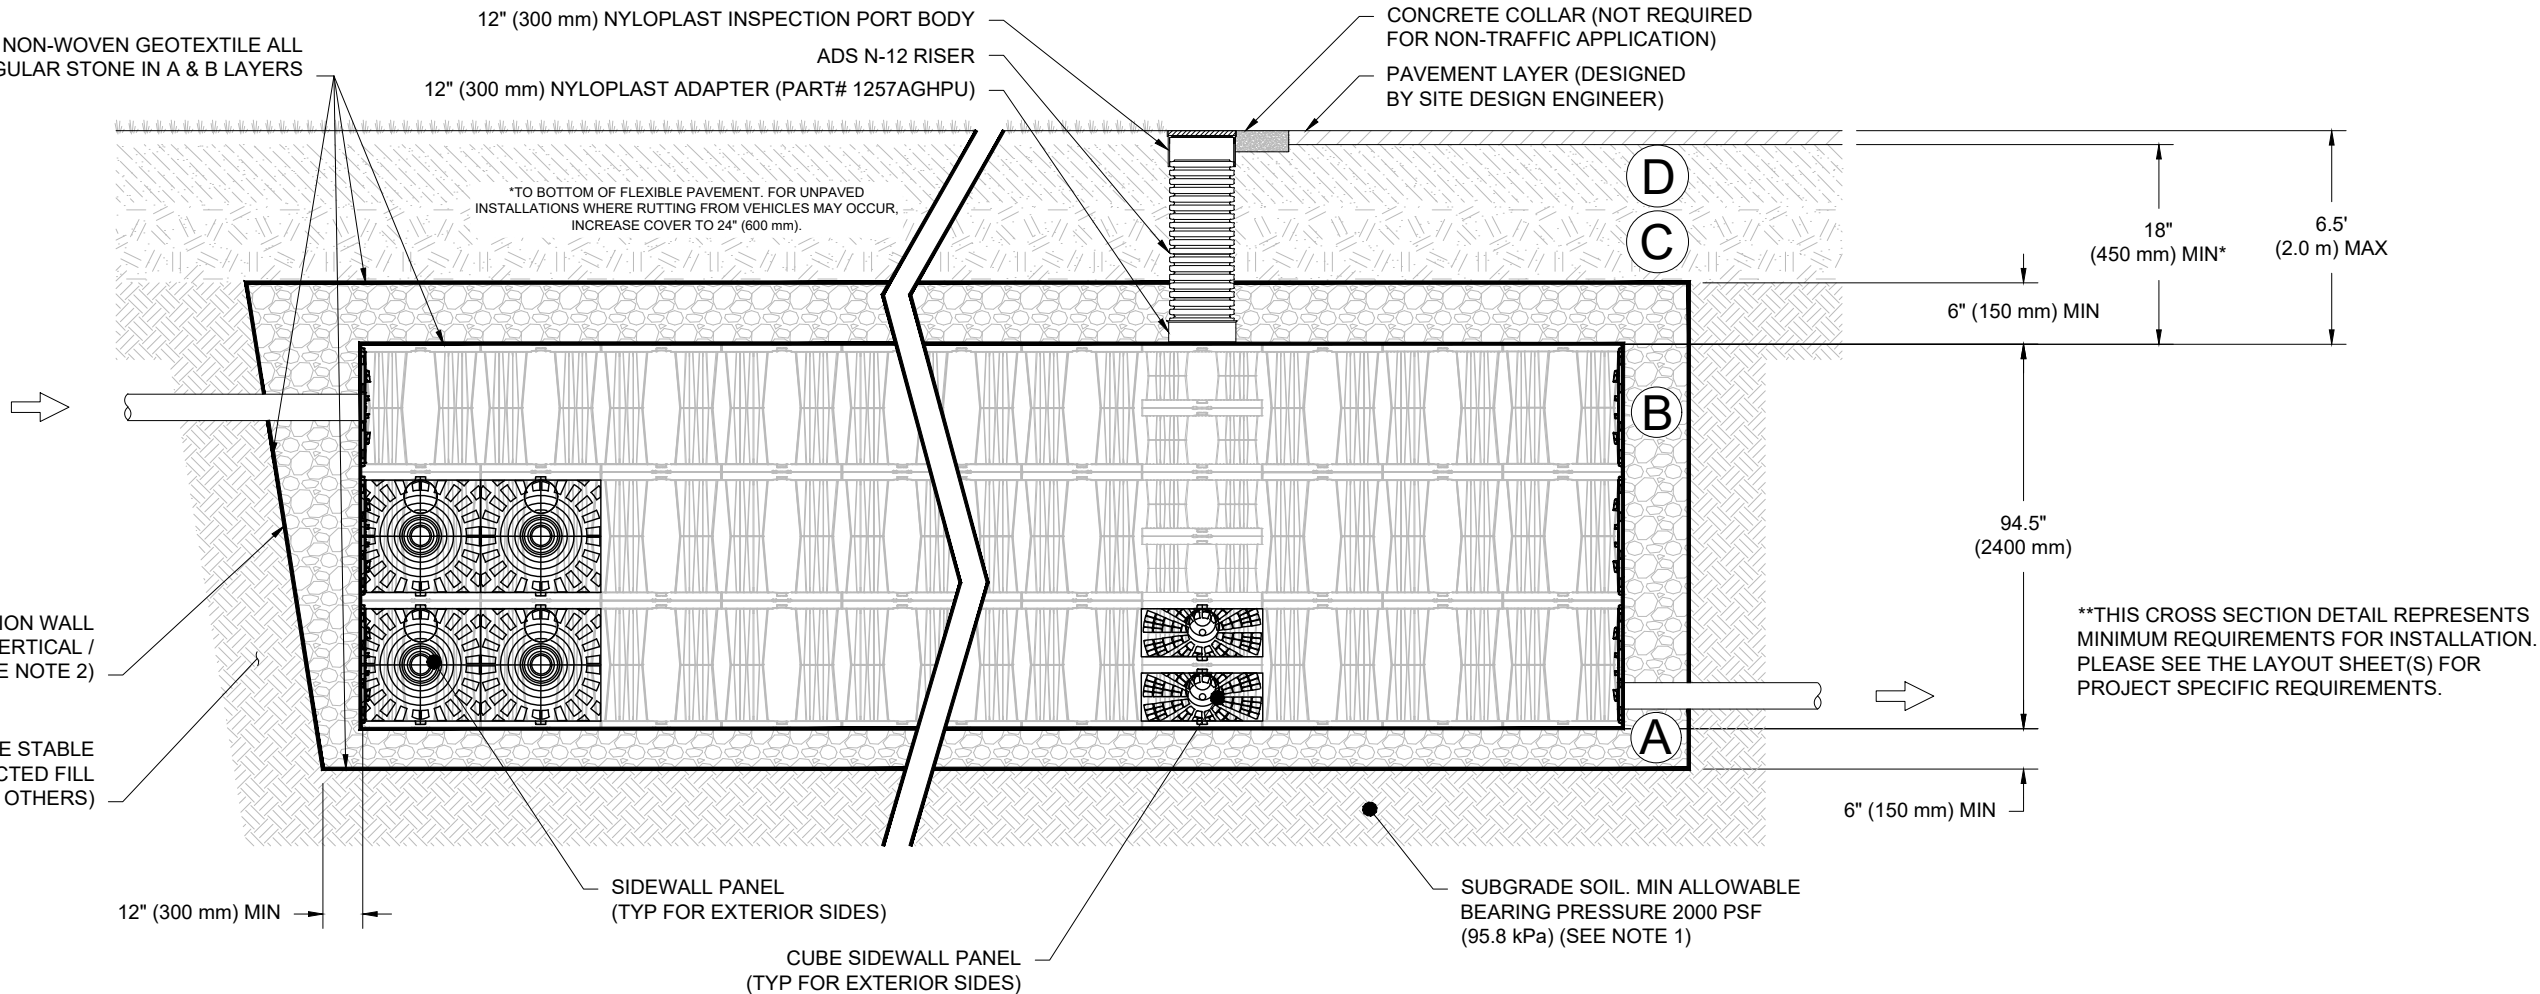 NON-WOVEN GEOTEXTILE ALL
GULAR STONE IN A & B LAYERS
12" (300 mm) NYLOPLAST INSPECTION PORT BODY
ADS N-12 RISER
12" (300 mm) NYLOPLAST ADAPTER (PART# 1257AGHPU)
CONCRETE COLLAR (NOT REQUIRED
FOR NON-TRAFFIC APPLICATION)
PAVEMENT LAYER (DESIGNED
BY SITE DESIGN ENGINEER)
*TO BOTTOM OF FLEXIBLE PAVEMENT. FOR UNPAVED
INSTALLATIONS WHERE RUTTING FROM VEHICLES MAY OCCUR,
INCREASE COVER TO 24" (600 mm).
D
C
18"
(450 mm) MIN*
6.5'
(2.0 m) MAX
6" (150 mm) MIN
B
94.5"
(2400 mm)
ION WALL
ERTICAL /
E NOTE 2)
**THIS CROSS SECTION DETAIL REPRESENTS
MINIMUM REQUIREMENTS FOR INSTALLATION.
PLEASE SEE THE LAYOUT SHEET(S) FOR
PROJECT SPECIFIC REQUIREMENTS.
A
E STABLE
CTED FILL
OTHERS)
6" (150 mm) MIN
12" (300 mm) MIN
SIDEWALL PANEL
(TYP FOR EXTERIOR SIDES)
CUBE SIDEWALL PANEL
(TYP FOR EXTERIOR SIDES)
SUBGRADE SOIL. MIN ALLOWABLE
BEARING PRESSURE 2000 PSF
(95.8 kPa) (SEE NOTE 1)